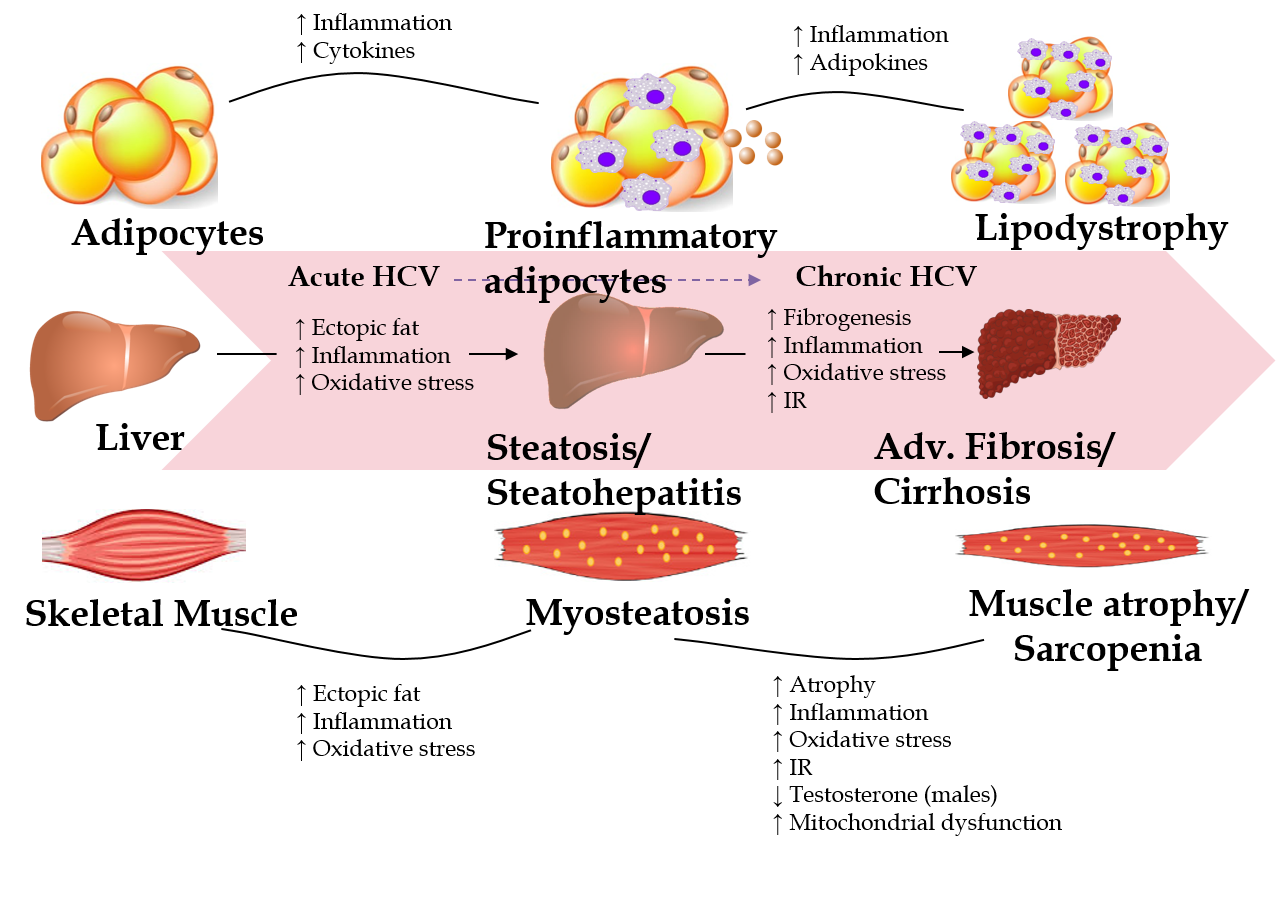 ↑ Inflammation
↑ Cytokines
↑ Inflammation
↑ Adipokines
Adipocytes
Proinflammatory
adipocytes
Lipodystrophy
Acute HCV
Chronic HCV
↑ Ectopic fat
↑ Inflammation
↑ Oxidative stress
↑ Fibrogenesis
↑ Inflammation
↑ Oxidative stress
↑ IR
Liver
Steatosis/
Steatohepatitis
Adv. Fibrosis/
Cirrhosis
Skeletal Muscle
Myosteatosis
Muscle atrophy/
Sarcopenia
↑ Ectopic fat
↑ Inflammation
↑ Oxidative stress
↑ Atrophy
↑ Inflammation
↑ Oxidative stress
↑ IR
↓ Testosterone (males)
↑ Mitochondrial dysfunction